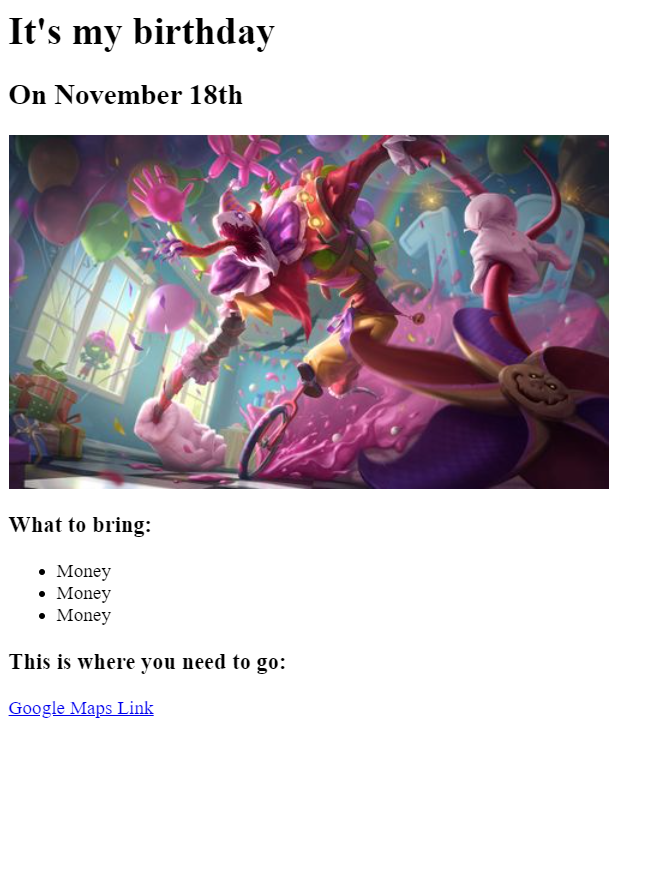 It's my birthday
On November 18th
10
What to bring:
Money
Money
Money
This is where you need to go:
Google Maps Link